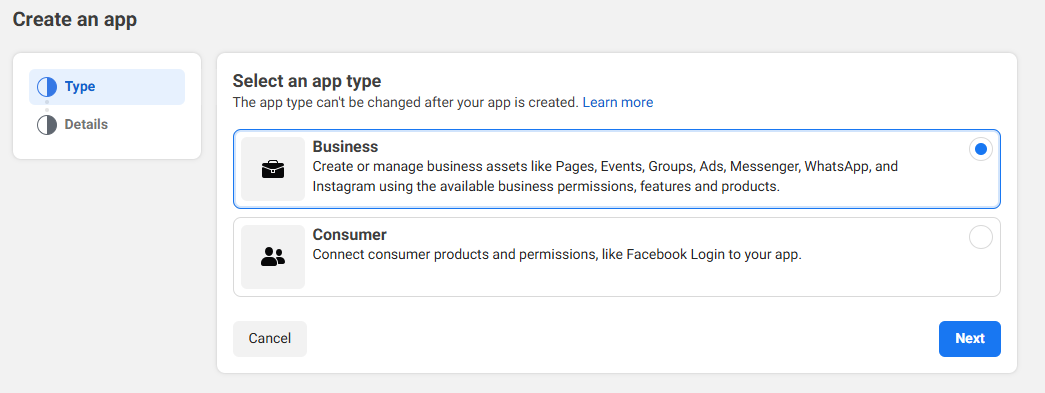 Create an app
Type
Details
Select an app type
The app type can't be changed after your app is created. Learn more
Business
Create or manage business assets like Pages, Events, Groups, Ads, Messenger, WhatsApp, and
Instagram using the available business permissions, features and products.
Consumer
Connect consumer products and permissions, like Facebook Login to your app.
Cancel
Next